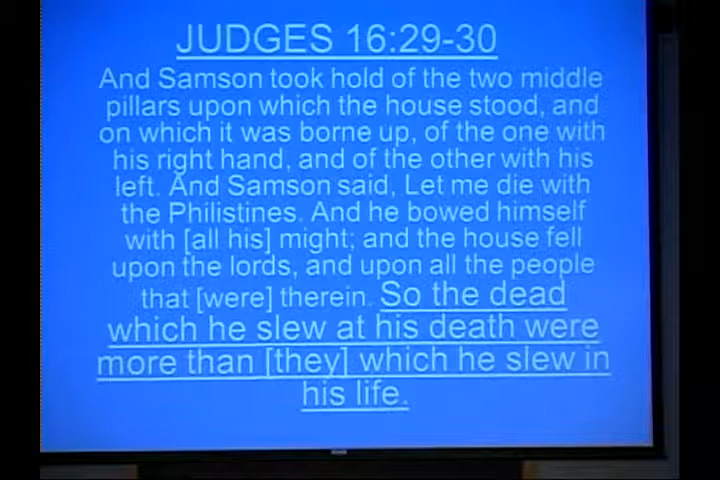 JUDGES 16:29-30
And Samson took hold of the two middle
pillars upon which the house stood, and
on which it was borne up, of the one with
his right hand, and of the other with his
left. And Samson said, Let me die with
the Philistines. And he bowed himself
with [all his] might; and the house fell
upon the lords, and upon all the people
that [were] therein. So the dead
which he slew at his death were
more than [they] which he slew in
his life.